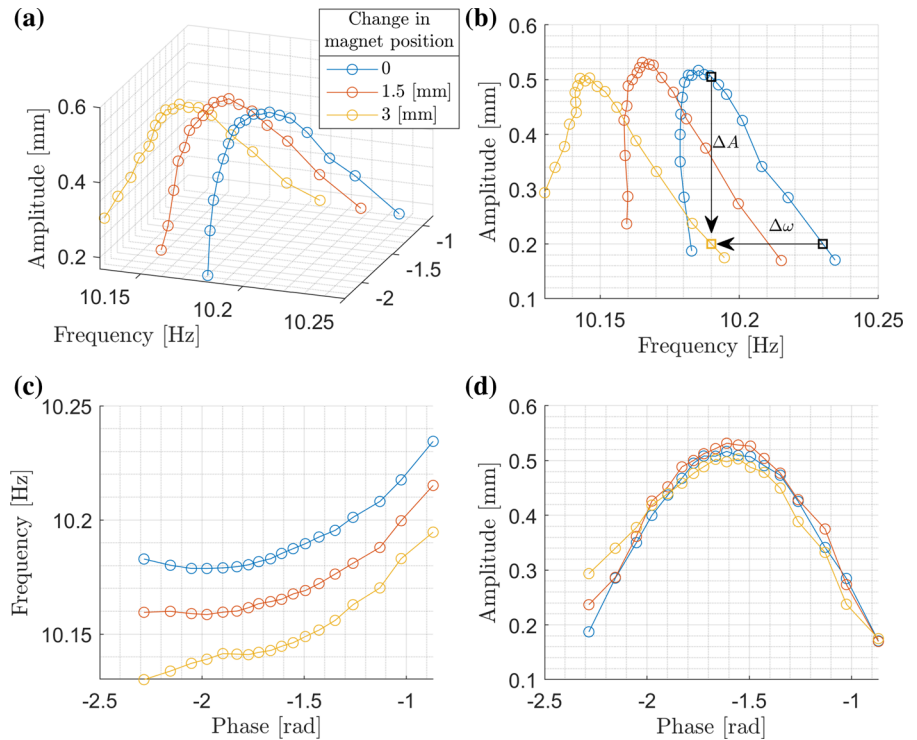 (a)
Change in
magnet position
0
1.5 [mm]
3 [mm]
0.6
0.4
0.2
Amplitude [mm]
10.15
10.2
10.25
Frequency [Hz]
-2
-1.5
-1
(b)
0.6
0.5
0.4
0.3
0.2
0.1
Amplitude [mm]
ΔA
Δω
10.15
10.2
10.25
Frequency [Hz]
(c)
10.25
10.2
10.15
Frequency [Hz]
-2.5
-2
-1.5
-1
Phase [rad]
(d)
0.6
0.5
0.4
0.3
0.2
0.1
Amplitude [mm]
-2.5
-2
-1.5
-1
Phase [rad]